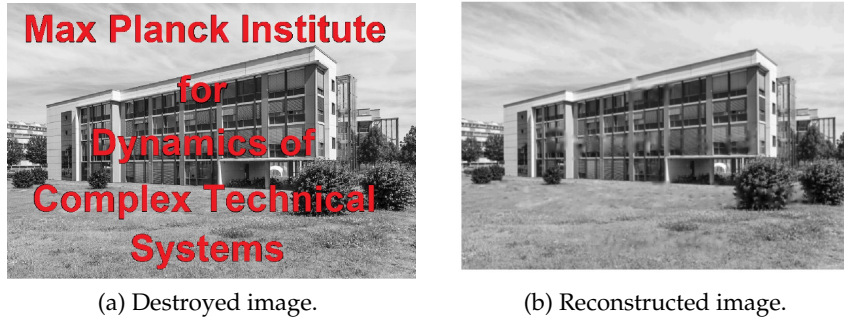 Max Planck Institute
for
Dynamics of
Complex Technical
Systems
(a) Destroyed image.
(b) Reconstructed image.